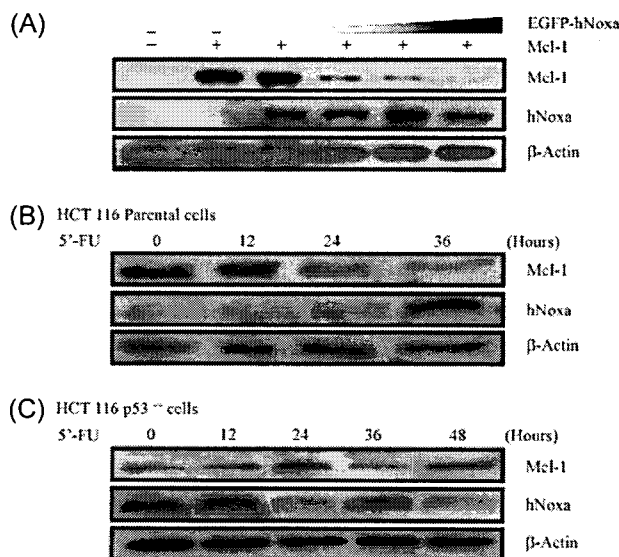 (A)
EGFP-hNoxa
– –
– + + + + + Mcl-1
Mcl-1
hNoxa
β-Actin
(B) HCT 116 Parental cells
5'-FU 0 12 24 36 (Hours)
Mcl-1
hNoxa
β-Actin
(C) HCT 116 p53 -/- cells
5'-FU 0 12 24 36 48 (Hours)
Mcl-1
hNoxa
β-Actin